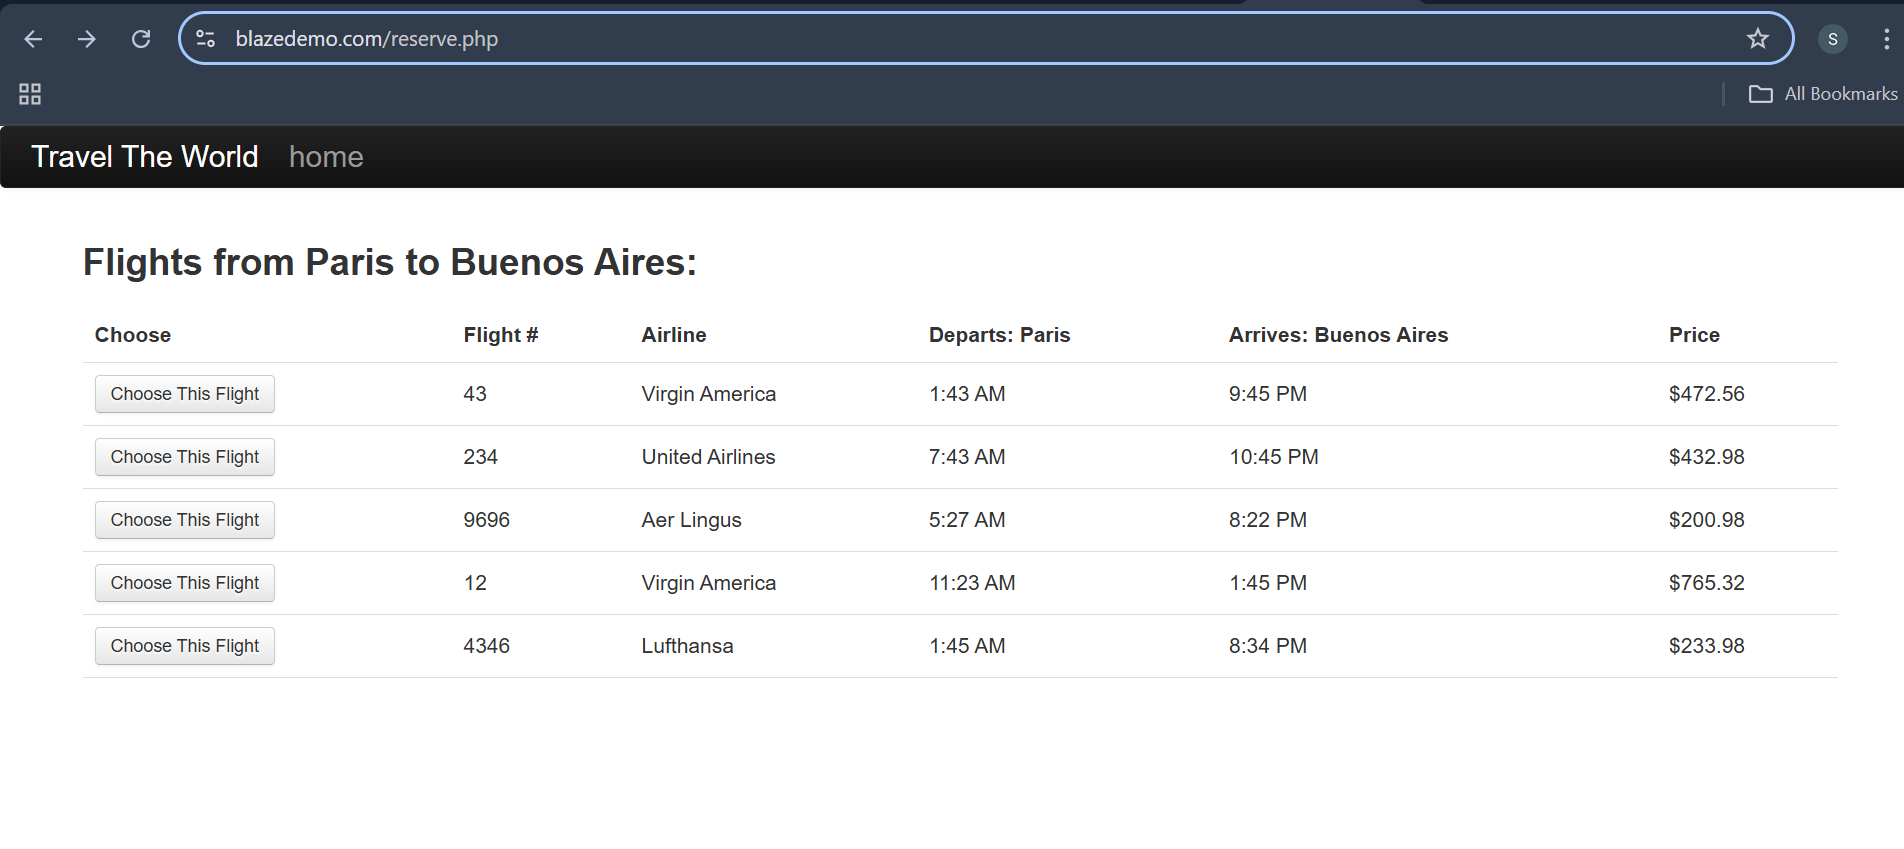 blazedemo.com/reserve.php
S
All Bookmarks
Travel The World home
Flights from Paris to Buenos Aires:
Choose Flight # Airline Departs: Paris Arrives: Buenos Aires Price
Choose This Flight 43 Virgin America 1:43 AM 9:45 PM $472.56
Choose This Flight 234 United Airlines 7:43 AM 10:45 PM $432.98
Choose This Flight 9696 Aer Lingus 5:27 AM 8:22 PM $200.98
Choose This Flight 12 Virgin America 11:23 AM 1:45 PM $765.32
Choose This Flight 4346 Lufthansa 1:45 AM 8:34 PM $233.98